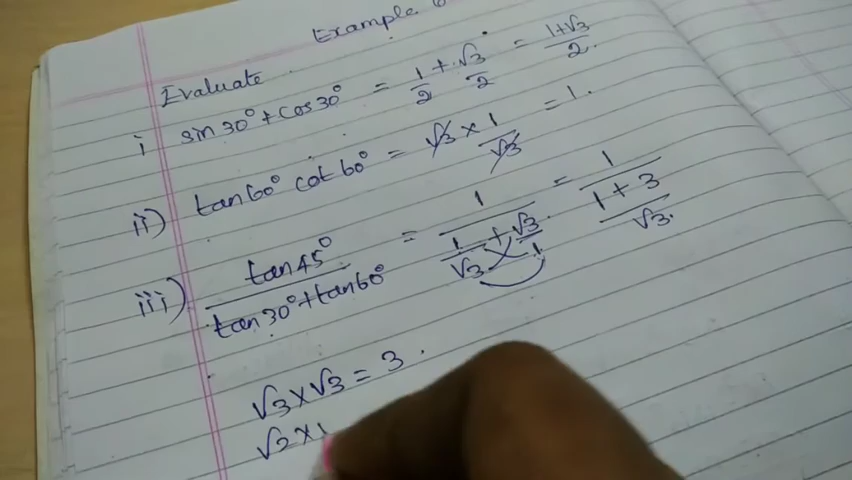 Example 6
Evaluate
i sin 30° + cos 30° = 1/2 + √3/2 = 1+√3/2.
ii) tan 60° cot 60° = √3 × 1/√3 = 1.
iii) tan 45°/tan 30° + tan 60° = 1/(1/√3 + √3/1) = 1/((1 + 3)/√3).
√3 × √3 = 3.
√3 × 1